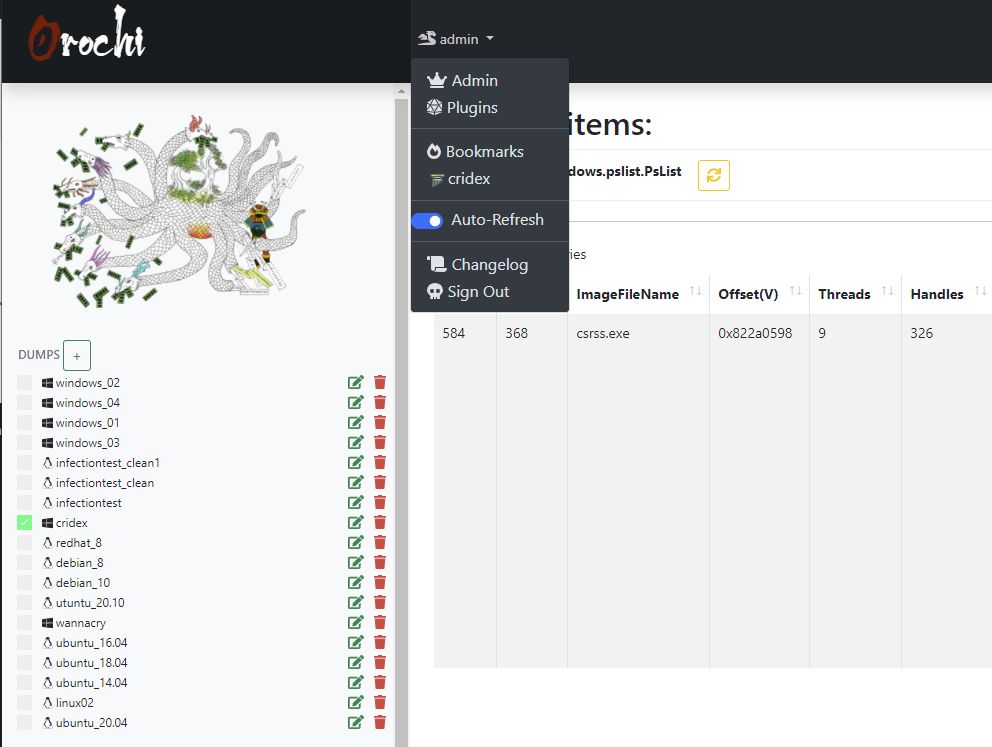 Orochi
admin
Admin
Plugins
Bookmarks
cridex
Auto-Refresh
Changelog
Sign Out
items:
dows.pslist.PsList
ries
ImageFileName Offset(V) Threads Handles
584 368 csrss.exe 0x822a0598 9 326
DUMPS +
windows_02
windows_04
windows_01
windows_03
infectiontest_clean1
infectiontest_clean
infectiontest
cridex
redhat_8
debian_8
debian_10
utuntu_20.10
wannacry
ubuntu_16.04
ubuntu_18.04
ubuntu_14.04
linux02
ubuntu_20.04